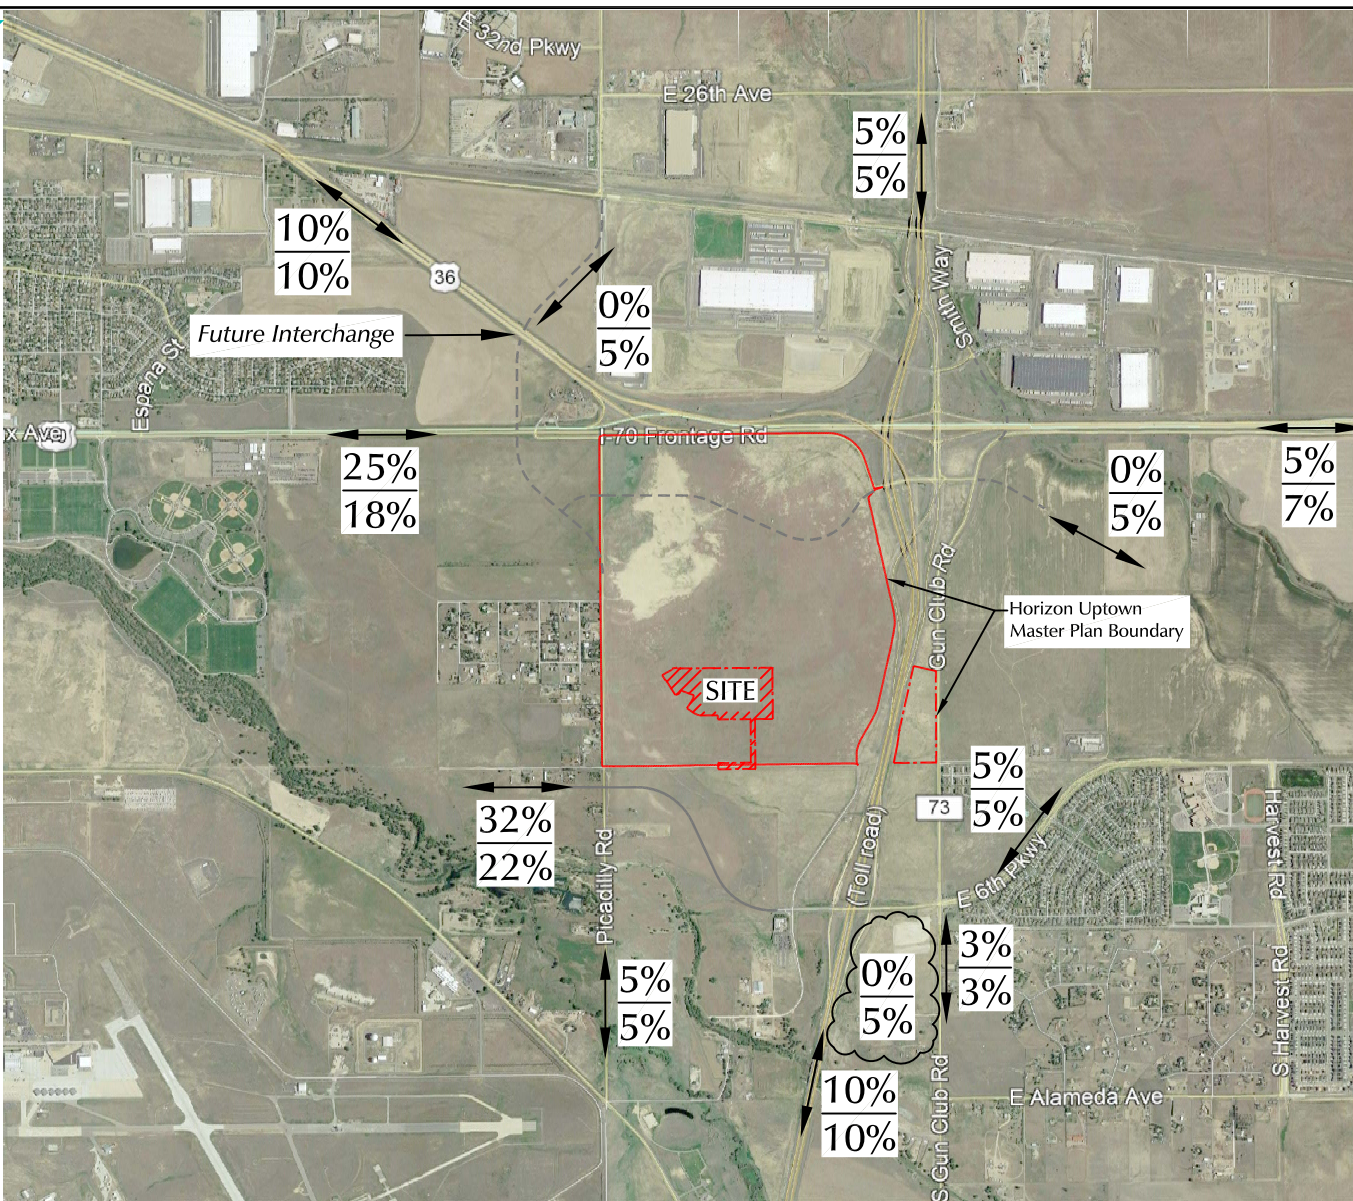 E 32nd Pkwy
E 26th Ave
5%
5%
10%
10%
36
Smith Way
0%
5%
Future Interchange
Espana St
x Ave
I-70 Frontage Rd
25%
18%
0%
5%
5%
7%
Gun Club Rd
Horizon Uptown
Master Plan Boundary
SITE
5%
5%
73
32%
22%
Picadilly Rd
(Toll road)
E 6th Pkwy
Harvest Rd
3%
3%
0%
5%
5%
5%
S Harvest Rd
10%
10%
S Gun Club Rd
E Alameda Ave